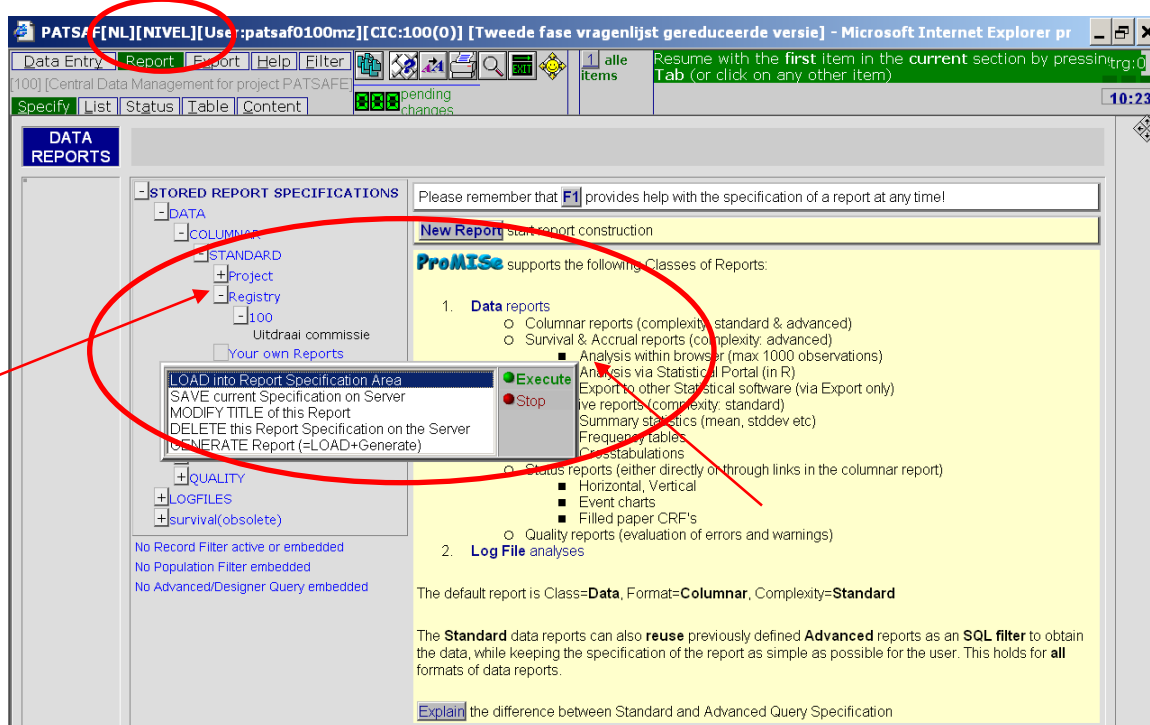 PATSAF[NL][NIVEL][User:patsaf0100mz][CIC:100(0)] [Tweede fase vragenlijst gereduceerde versie] - Microsoft Internet Explorer pr
Data Entry Report Export Help Filter
EXIT
1 alle items
Resume with the first item in the current section by pressing
Tab (or click on any other item)
trg:0
[100] [Central Data Management for project PATSAFE]
pending changes
Specify List Status Table Content
10:23
DATA REPORTS
STORED REPORT SPECIFICATIONS
DATA
COLUMNAR
STANDARD
Project
Registry
100
Uitdraai commissie
Your own Reports
LOAD into Report Specification Area
SAVE current Specification on Server
MODIFY TITLE of this Report
DELETE this Report Specification on the Server
GENERATE Report (=LOAD+Generate)
Execute
Stop
QUALITY
LOGFILES
survival(obsolete)
No Record Filter active or embedded
No Population Filter embedded
No Advanced/Designer Query embedded
Please remember that F1 provides help with the specification of a report at any time!
New Report start report construction
ProMISe supports the following Classes of Reports:
1. Data reports
Columnar reports (complexity: standard & advanced)
Survival & Accrual reports (complexity: advanced)
Analysis within browser (max 1000 observations)
Analysis via Statistical Portal (in R)
Export to other Statistical software (via Export only)
ive reports (complexity: standard)
Summary statistics (mean, stddev etc)
Frequency tables
Crosstabulations
Status reports (either directly or through links in the columnar report)
Horizontal, Vertical
Event charts
Filled paper CRF's
Quality reports (evaluation of errors and warnings)
2. Log File analyses
The default report is Class=Data, Format=Columnar, Complexity=Standard
The Standard data reports can also reuse previously defined Advanced reports as an SQL filter to obtain
the data, while keeping the specification of the report as simple as possible for the user. This holds for all
formats of data reports.
Explain the difference between Standard and Advanced Query Specification